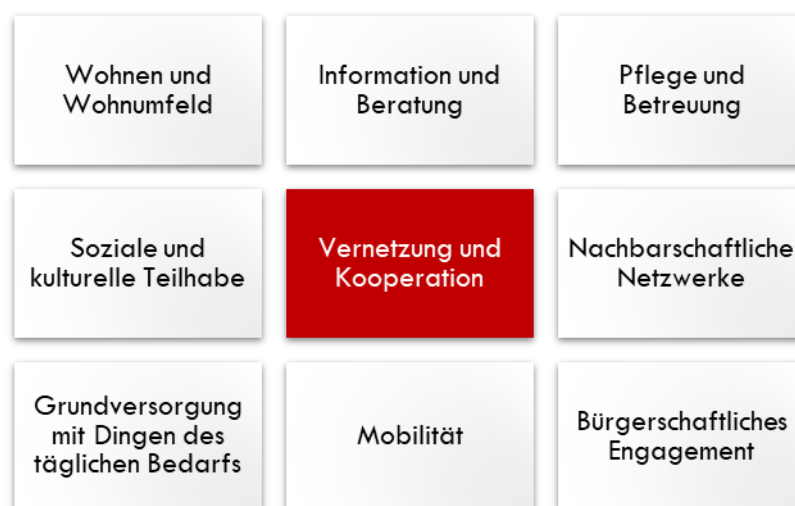 Wohnen und
Wohnumfeld
Information und
Beratung
Pflege und
Betreuung
Soziale und
kulturelle Teilhabe
Vernetzung und
Kooperation
Nachbarschaftliche
Netzwerke
Grundversorgung
mit Dingen des
täglichen Bedarfs
Mobilität
Bürgerschaftliches
Engagement